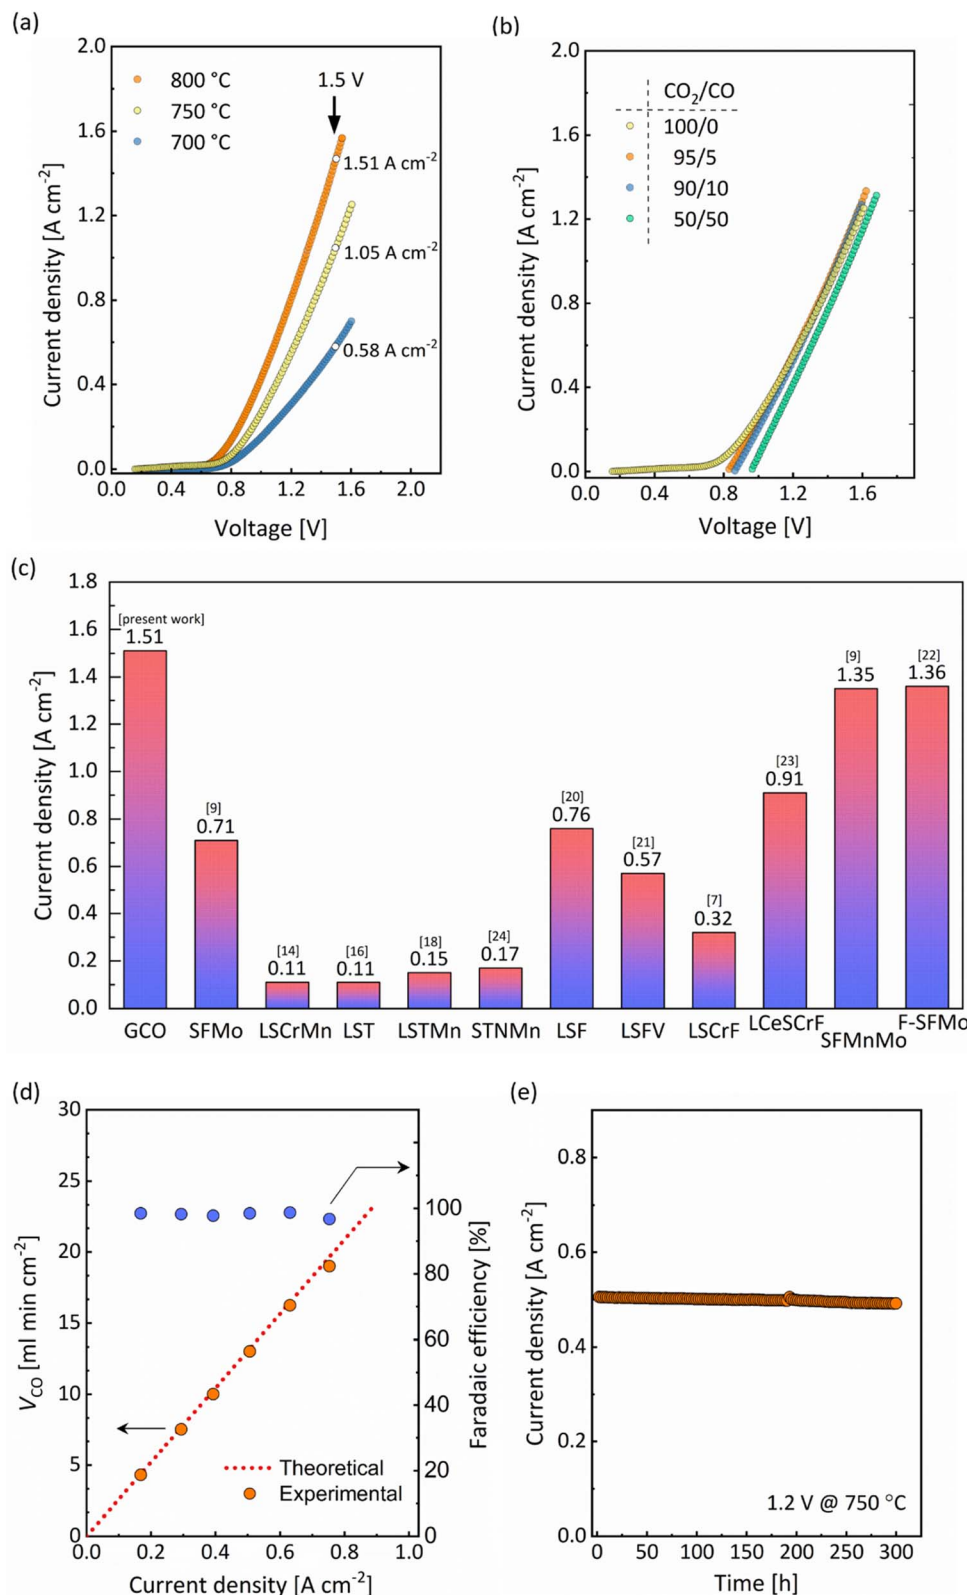 (a)
2.0
1.6
1.2
0.8
0.4
0.0
Current density [A cm-2]
800 °C
750 °C
700 °C
1.5 V
1.51 A cm-2
1.05 A cm-2
0.58 A cm-2
0.0 0.4 0.8 1.2 1.6 2.0
Voltage [V]
(b)
2.0
1.6
1.2
0.8
0.4
0.0
Current density [A cm-2]
CO2/CO
100/0
95/5
90/10
50/50
0.0 0.4 0.8 1.2 1.6
Voltage [V]
(c)
1.8
1.6
1.4
1.2
1.0
0.8
0.6
0.4
0.2
0.0
Curernt density [A cm-2]
[present work]
1.51
[9]
0.71
[14]
0.11
[16]
0.11
[18]
0.15
[24]
0.17
[20]
0.76
[21]
0.57
[7]
0.32
[23]
0.91
[9]
1.35
[22]
1.36
GCO SFMo LSCrMn LST LSTMn STNMn LSF LSFV LSCrF LCeSCrF SFMnMo F-SFMo
(d)
30
25
20
15
10
5
0
VCO [ml min cm-2]
100
80
60
40
20
0
Faradaic efficiency [%]
Theoretical
Experimental
0.0 0.2 0.4 0.6 0.8 1.0
Current density [A cm-2]
(e)
0.8
0.6
0.4
0.2
0.0
Current density [A cm-2]
1.2 V @ 750 °C
0 50 100 150 200 250 300
Time [h]